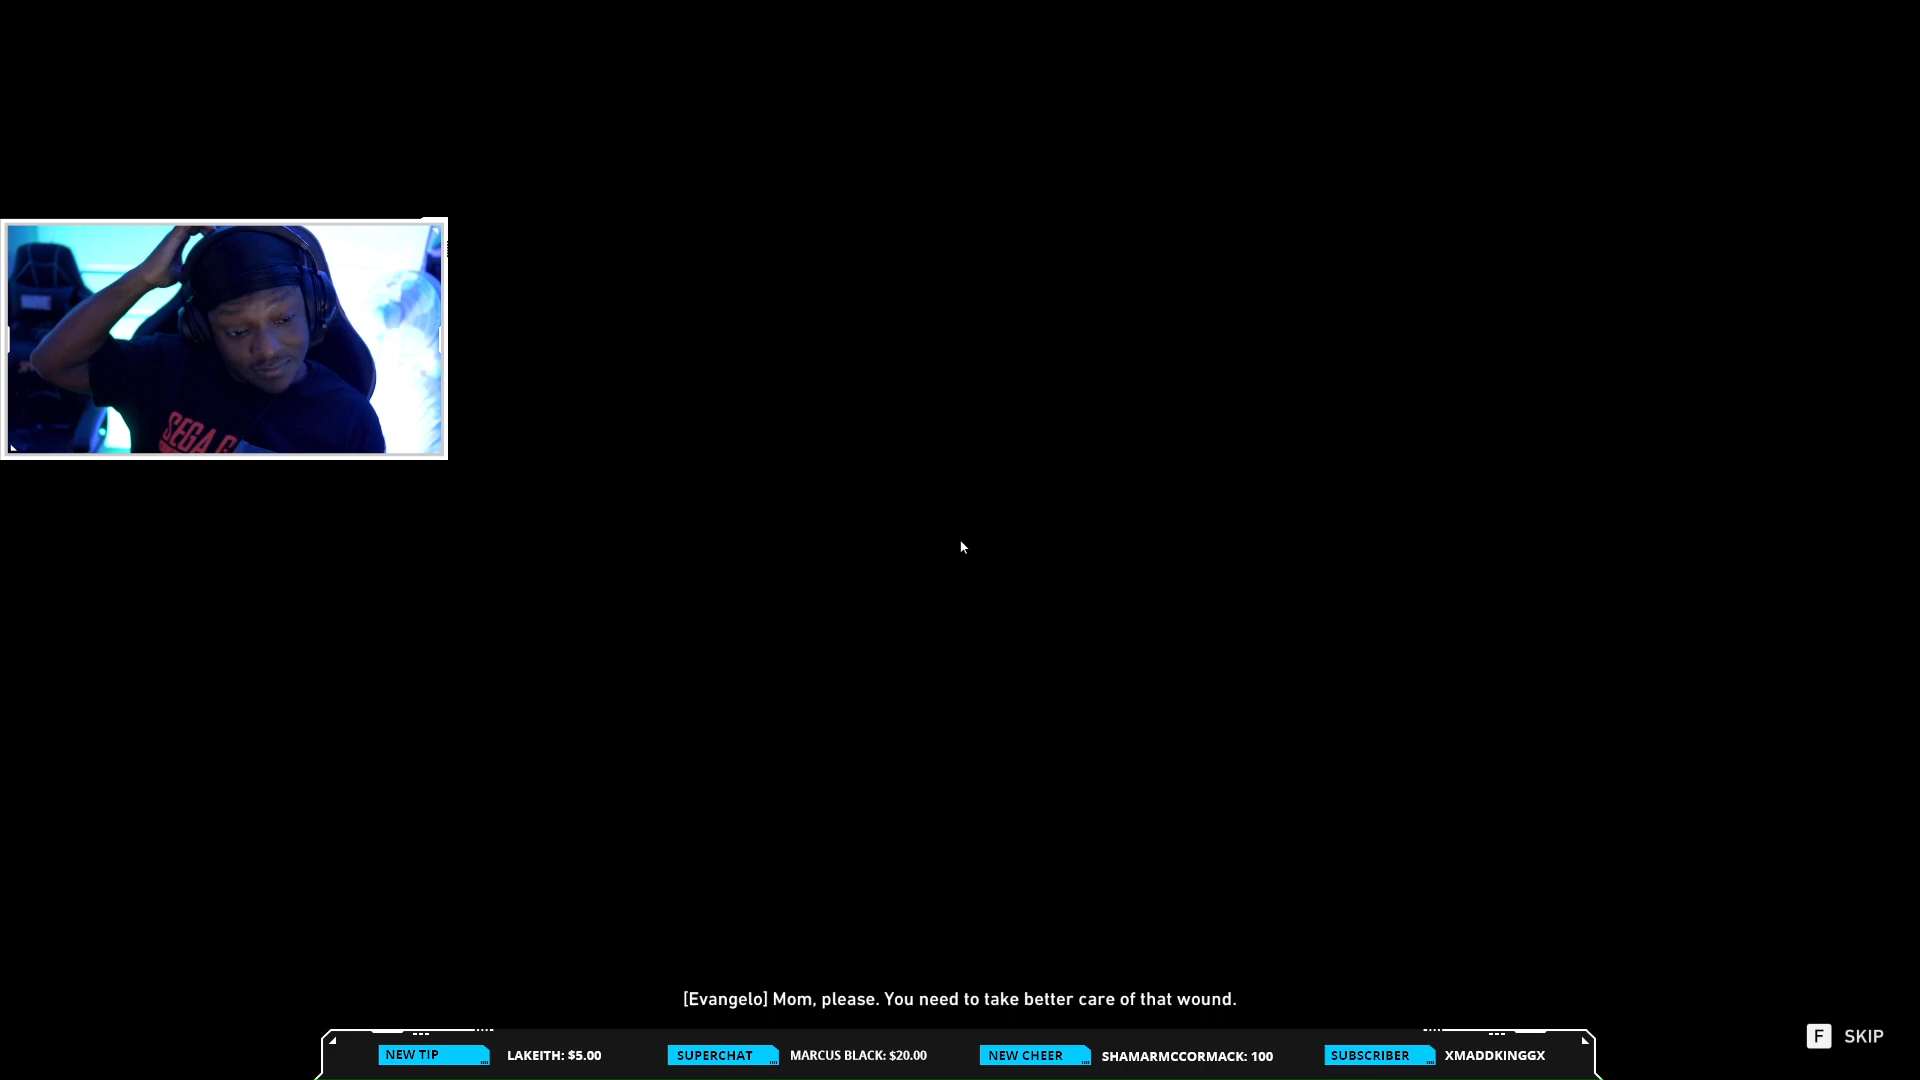 SEGA
[Evangelo] Mom, please. You need to take better care of that wound.
F SKIP
NEW TIP LAKEITH: $5.00 SUPERCHAT MARCUS BLACK: $20.00 NEW CHEER SHAMARMCCORMACK: 100 SUBSCRIBER XMADDKINGGX